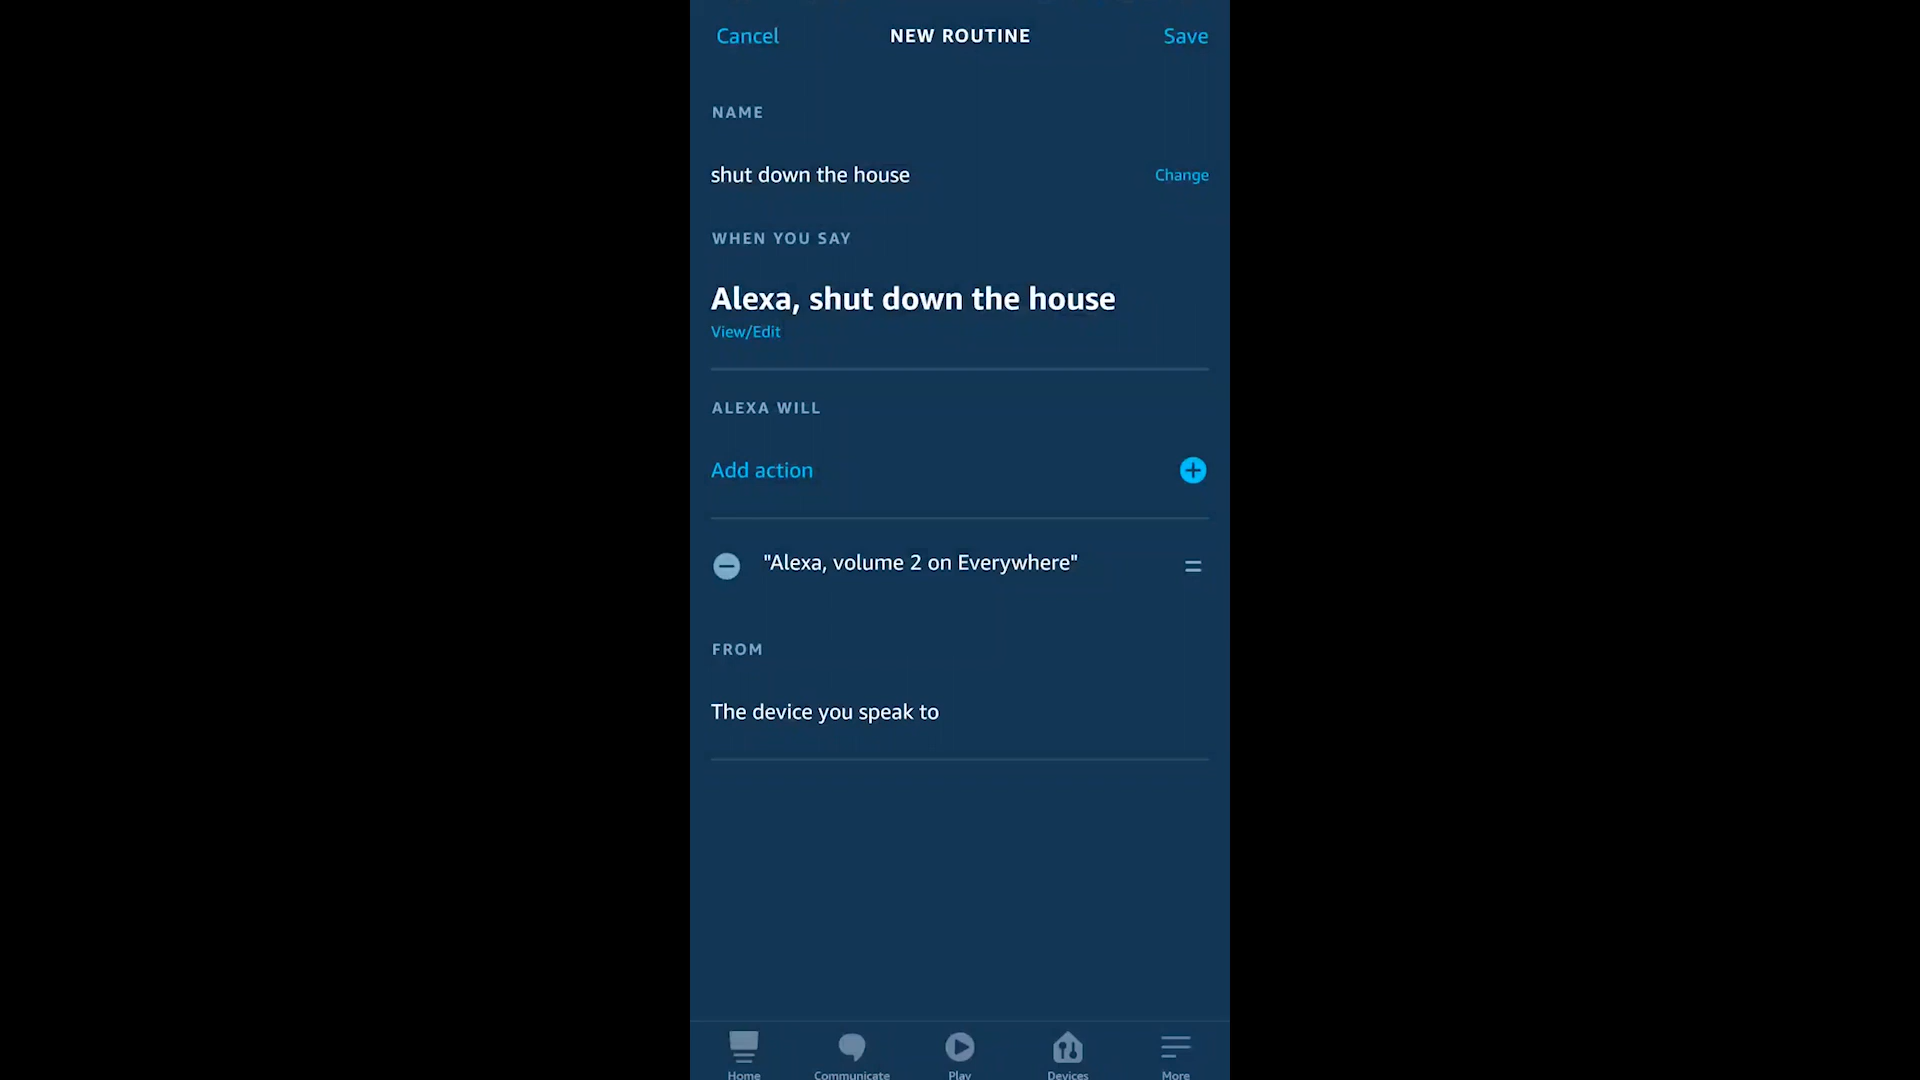 Cancel NEW ROUTINE Save
NAME
shut down the house Change
WHEN YOU SAY
Alexa, shut down the house
View/Edit
ALEXA WILL
Add action
"Alexa, volume 2 on Everywhere"
FROM
The device you speak to
Home Communicate Play Devices More